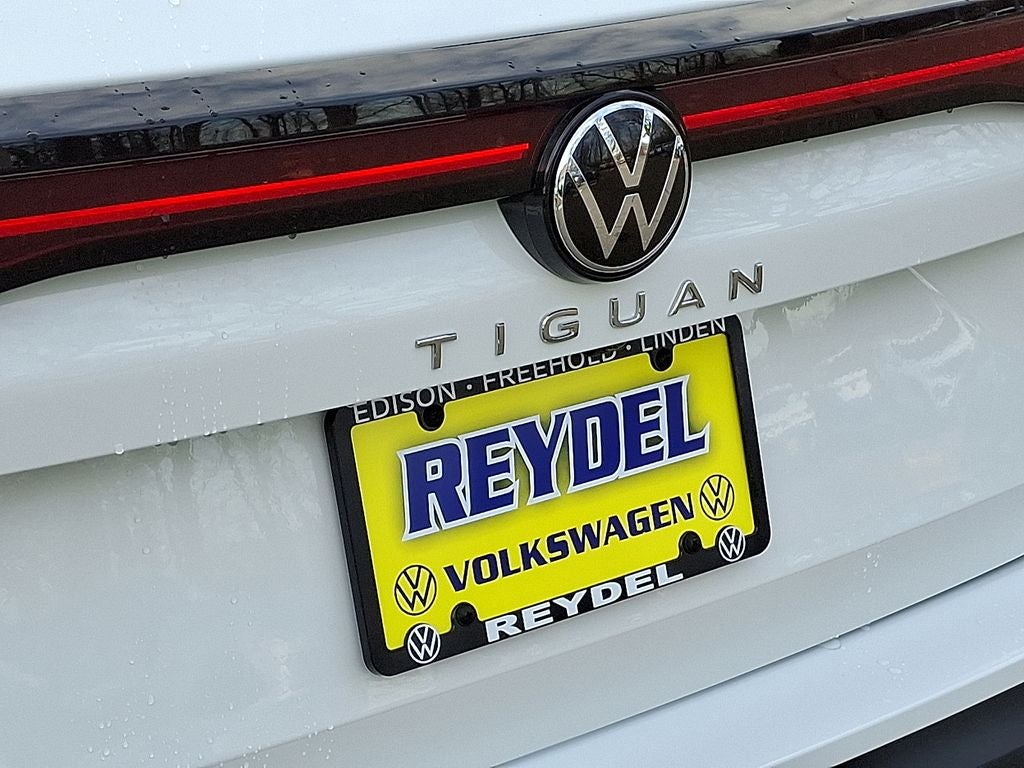 TIGUAN
EDISON · FREEHOLD · LINDEN
REYDEL
VOLKSWAGEN
REYDEL